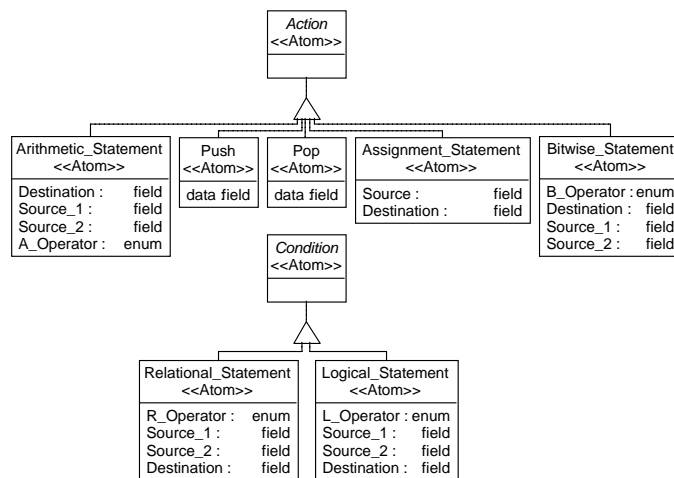 Action
<<Atom>>
Arithmetic_Statement
<<Atom>>
Destination : field
Source_1 : field
Source_2 : field
A_Operator : enum
Push
<<Atom>>
data : field
Pop
<<Atom>>
data : field
Assignment_Statement
<<Atom>>
Source : field
Destination : field
Bitwise_Statement
<<Atom>>
B_Operator : enum
Destination : field
Source_1 : field
Source_2 : field
Condition
<<Atom>>
Relational_Statement
<<Atom>>
R_Operator : enum
Source_1 : field
Source_2 : field
Destination : field
Logical_Statement
<<Atom>>
L_Operator : enum
Source_1 : field
Source_2 : field
Destination : field